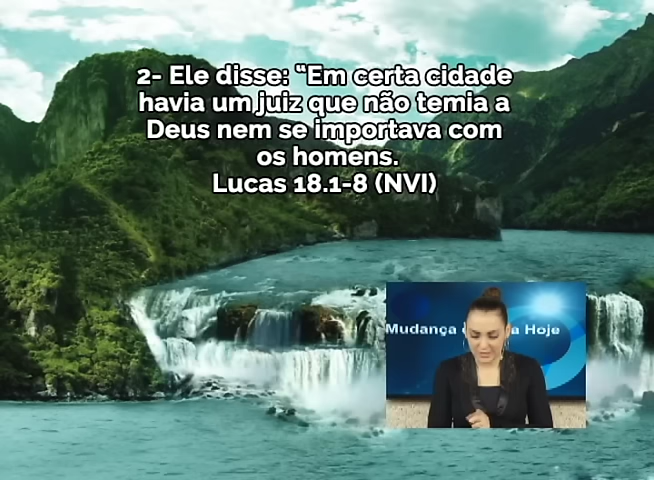 2- Ele disse: “Em certa cidade
havia um juiz que não temia a
Deus nem se importava com
os homens.
Lucas 18.1-8 (NVI)
Mudança a Hoje